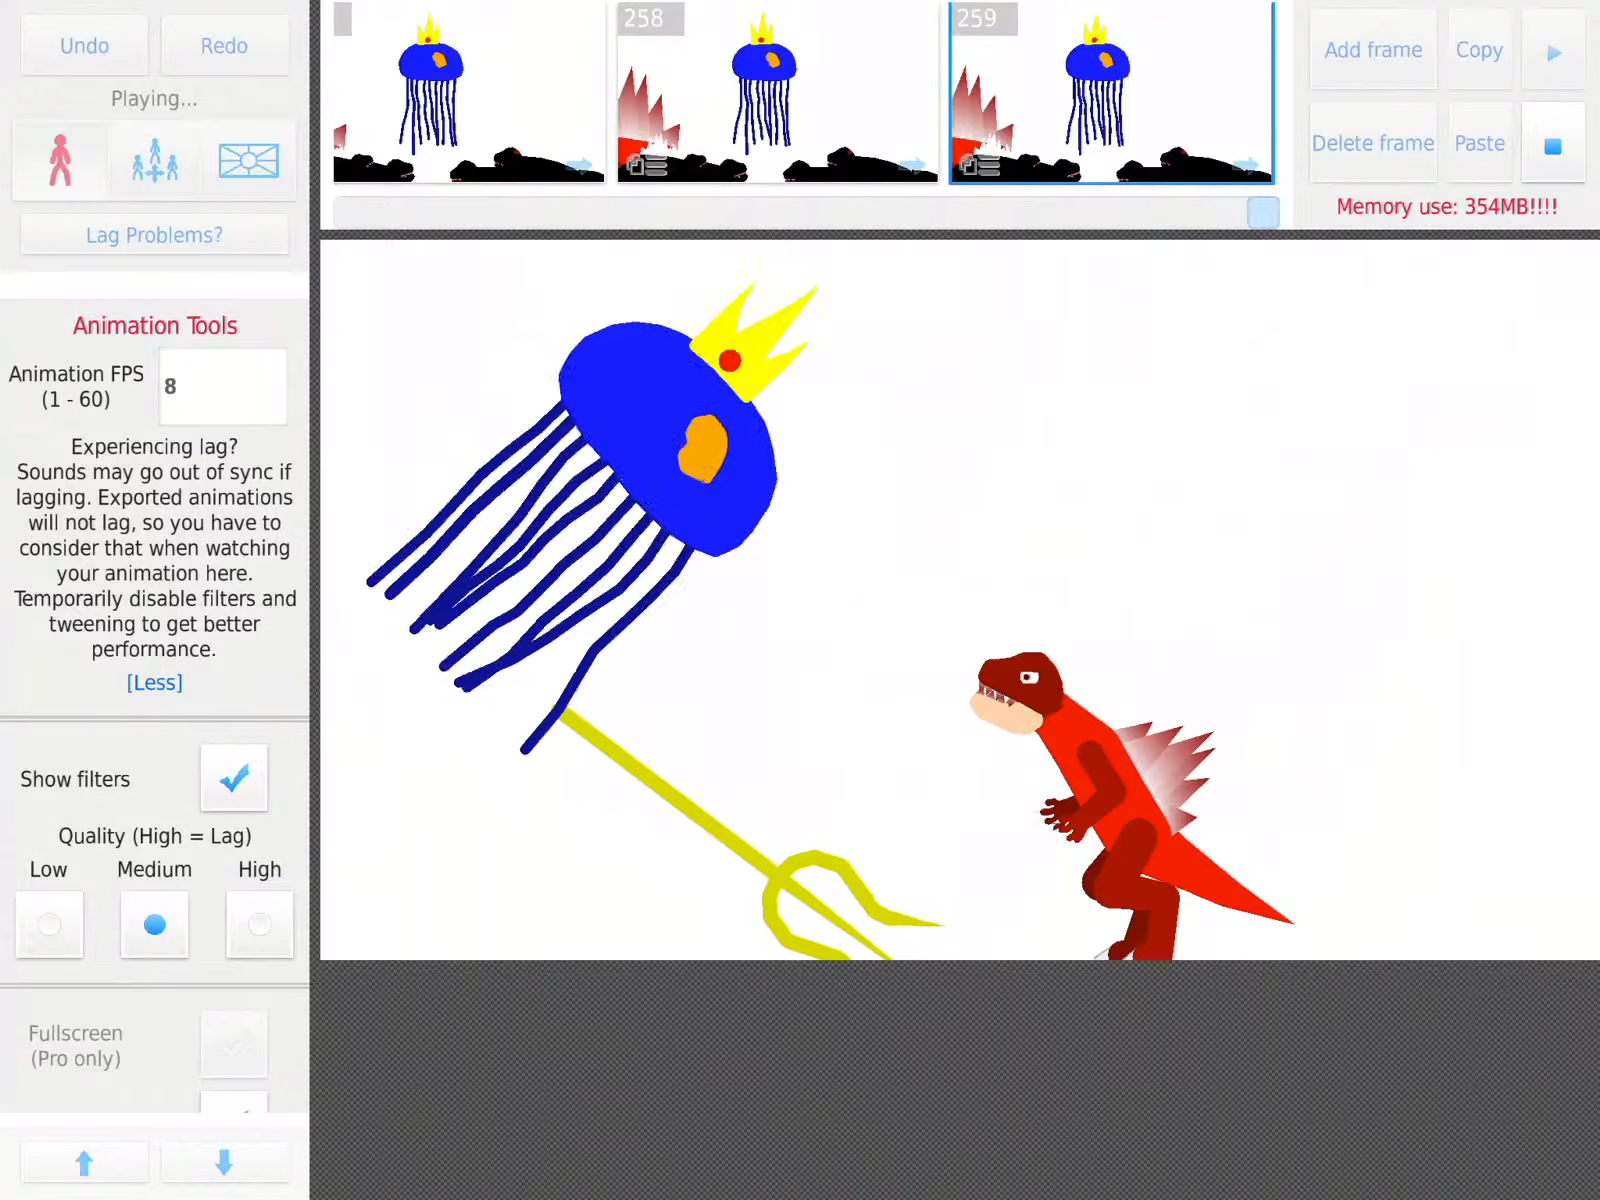 Undo
Redo
Playing...
Lag Problems?
258
259
Add frame
Copy
Delete frame
Paste
Memory use: 354MB!!!!
Animation Tools
Animation FPS
(1 - 60)
8
Experiencing lag?
Sounds may go out of sync if
lagging. Exported animations
will not lag, so you have to
consider that when watching
your animation here.
Temporarily disable filters and
tweening to get better
performance.
[Less]
Show filters
Quality (High = Lag)
Low
Medium
High
Fullscreen
(Pro only)